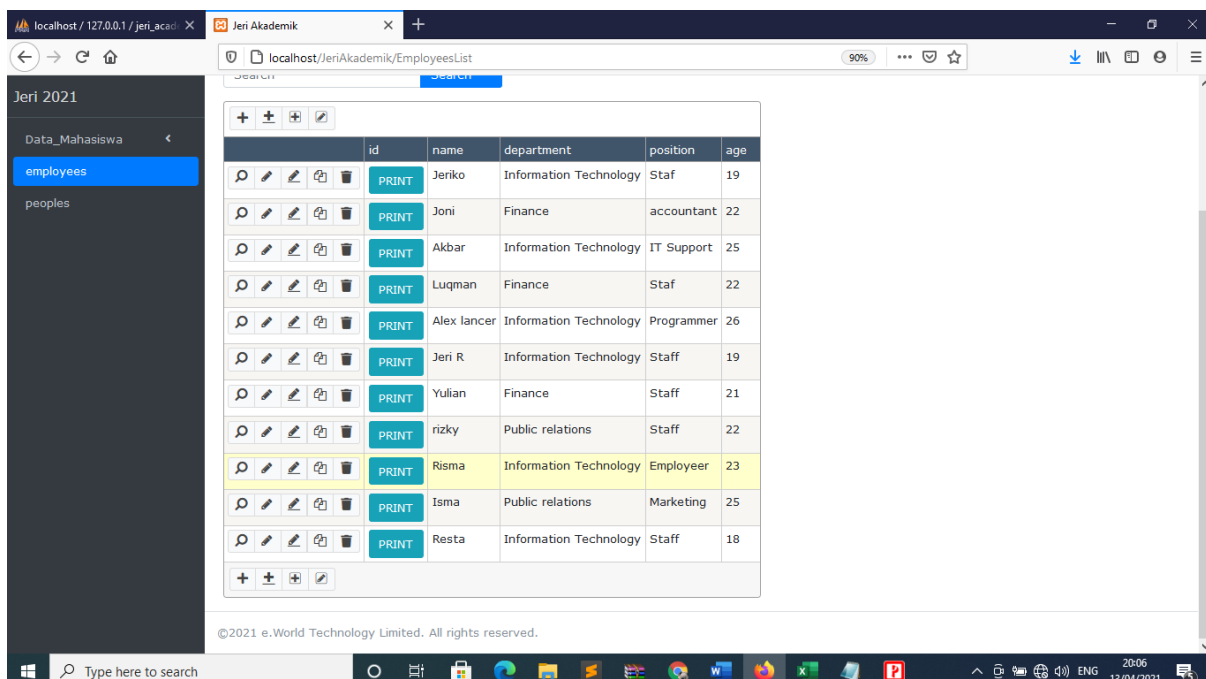 localhost / 127.0.0.1 / jeri_acad
Jeri Akademik
localhost/JeriAkademik/EmployeesList
90%
Search Search
Jeri 2021
Data_Mahasiswa
employees
peoples
id name department position age
PRINT Jeriko Information Technology Staf 19
PRINT Joni Finance accountant 22
PRINT Akbar Information Technology IT Support 25
PRINT Luqman Finance Staf 22
PRINT Alex lancer Information Technology Programmer 26
PRINT Jeri R Information Technology Staff 19
PRINT Yulian Finance Staff 21
PRINT rizky Public relations Staff 22
PRINT Risma Information Technology Employeer 23
PRINT Isma Public relations Marketing 25
PRINT Resta Information Technology Staff 18
©2021 e.World Technology Limited. All rights reserved.
Type here to search
ENG
20:06
13/04/2021